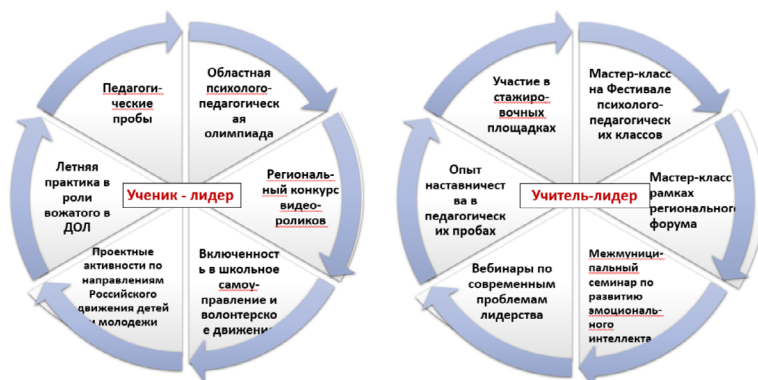 Педагоги-
ческие
пробы
Областная
психолого-
педагогическ
ая
олимпиада
Региональ-
ный конкурс
видео-
роликов
Включенност
ь в школьное
самоу-
правление и
волонтерско
е движение
Проектные
активности по
направлениям
Российского
движения детей
и молодежи
Летняя
практика в
роли
вожатого в
ДОЛ
Ученик - лидер
Участие в
стажиро-
вочных
площадках
Мастер-класс
на Фестивале
психолого-
педагогическ
их классов
Мастер-класс
рамках
регионального
форума
Межмуници-
пальный
семинар по
развитию
эмоциональ-
ного
интеллекта
Вебинары по
современным
проблемам
лидерства
Опыт
наставничест
ва в
педагогическ
их пробах
Учитель-лидер